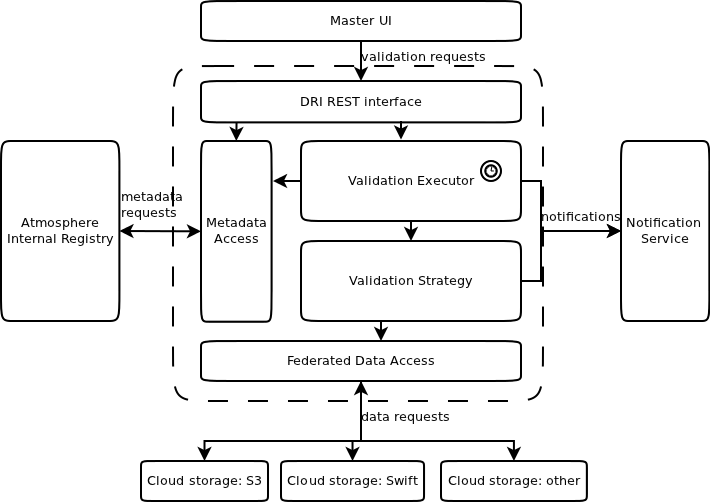 Master UI
validation requests
DRI REST interface
Validation Executor
metadata
requests
Atmosphere
Internal Registry
Metadata
Access
notifications
Notification
Service
Validation Strategy
Federated Data Access
data requests
Cloud storage: S3
Cloud storage: Swift
Cloud storage: other